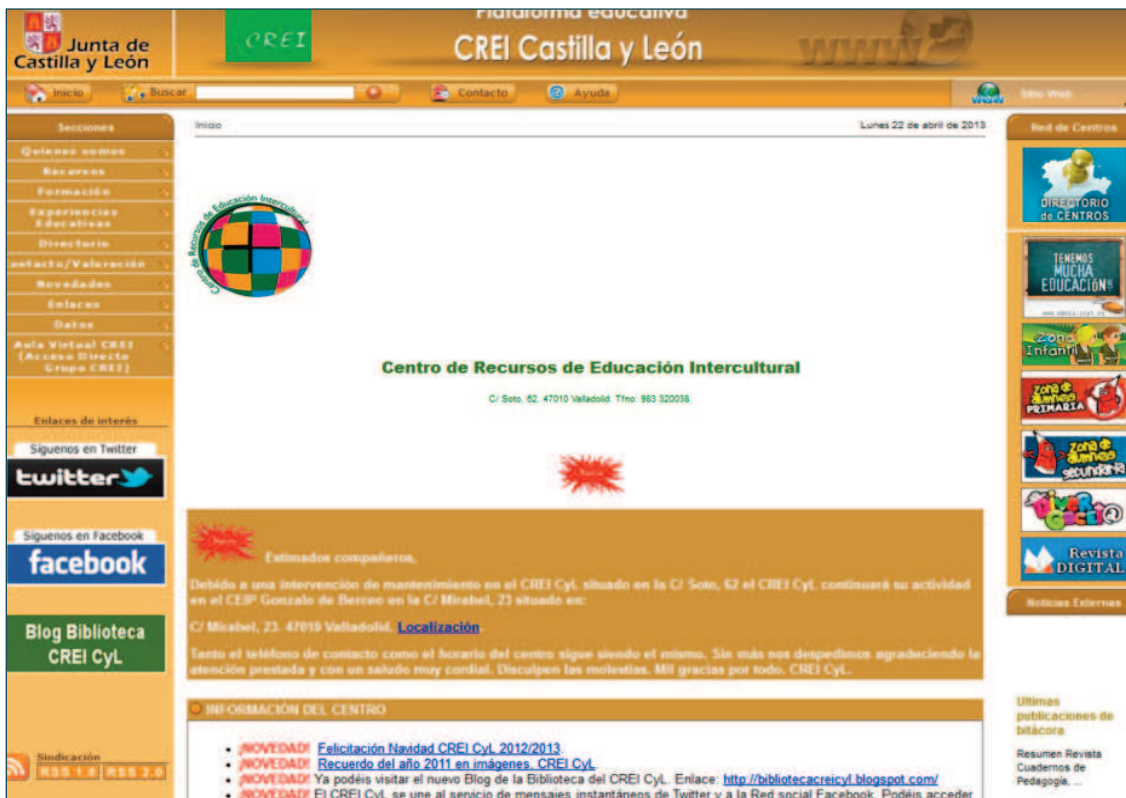 Junta de
Castilla y León
CREI
Plataforma educativa
CREI Castilla y León
www
Inicio
Buscar
Contacto
Ayuda
Sitio Web
Secciones
Quienes somos
Recursos
Formación
Experiencias
Educativas
Directorio
ontacto/Valoración
Novedades
Enlaces
Datos
Aula Virtual CREI
(Acceso Directo
Grupo CREI)
Enlaces de interés
Síguenos en Twitter
twitter
Síguenos en Facebook
facebook
Blog Biblioteca
CREI CyL
Sindicación
RSS 1.0 RSS 2.0
Inicio
Lunes 22 de abril de 2013
Centro de Recursos de Educación Intercultural
Centro de Recursos de Educación Intercultural
C/ Soto, 62. 47010 Valladolid. Tfno: 983 320038
Estimados compañeros,
Debido a una intervención de mantenimiento en el CREI CyL situado en la C/ Soto, 62 el CREI CyL continuará su actividad
en el CEIP Gonzalo de Berceo en la C/ Mirabel, 23 situado en:
C/ Mirabel, 23. 47010 Valladolid. Localización.
Tanto el teléfono de contacto como el horario del centro sigue siendo el mismo. Sin más nos despedimos agradeciendo la
atención prestada y con un saludo muy cordial. Disculpen las molestias. Mil gracias por todo. CREI CyL.
INFORMACIÓN DEL CENTRO
¡NOVEDAD! Felicitación Navidad CREI CyL 2012/2013.
¡NOVEDAD! Recuerdo del año 2011 en imágenes. CREI CyL
¡NOVEDAD! Ya podéis visitar el nuevo Blog de la Biblioteca del CREI CyL. Enlace: http://bibliotecacreicyl.blogspot.com/
¡NOVEDAD! El CREI CyL se une al servicio de mensajes instantáneos de Twitter y a la Red social Facebook. Podéis acceder
Red de Centros
DIRECTORIO
de CENTROS
TENEMOS
MUCHA
EDUCACIÓN
Zona
Infantil
zona de
alumnos
PRIMARIA
zona de
alumnos
secundaria
Revista
DIGITAL
Noticias Externas
Ultimas
publicaciones de
bitácora
Resumen Revista
Cuadernos de
Pedagogía, ...